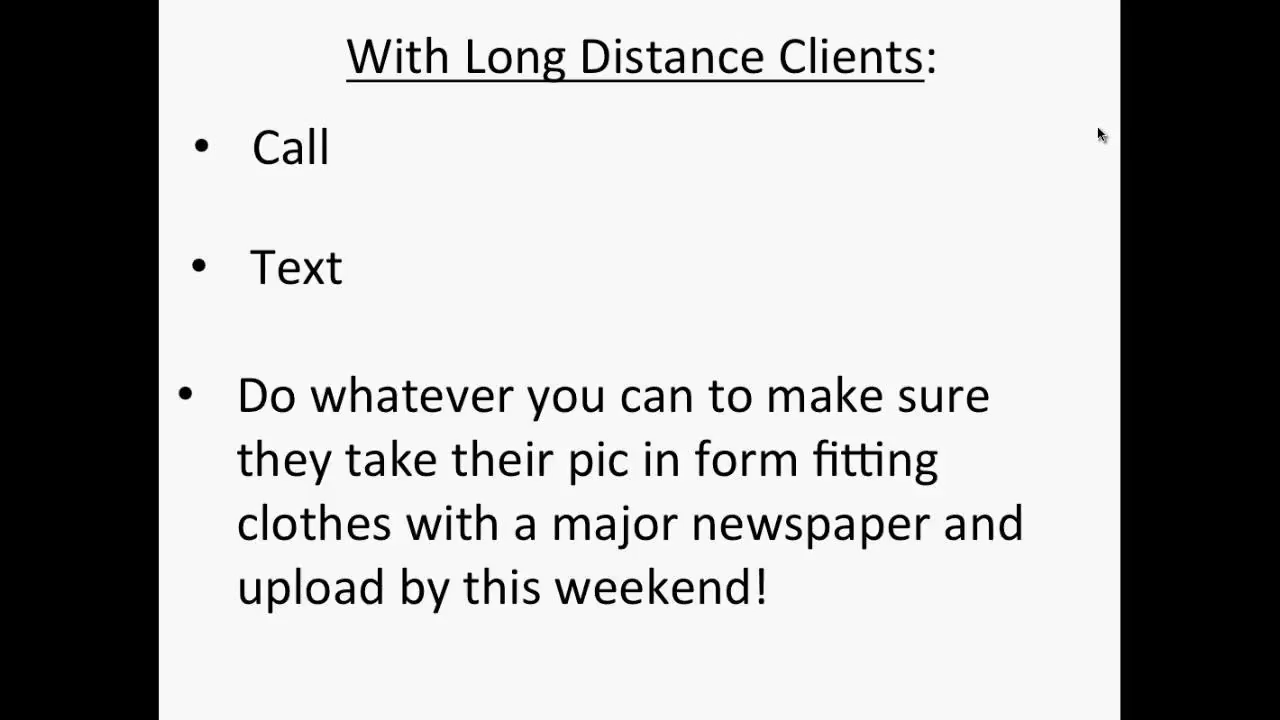 With Long Distance Clients:
• Call
• Text
• Do whatever you can to make sure
they take their pic in form fitting
clothes with a major newspaper and
upload by this weekend!